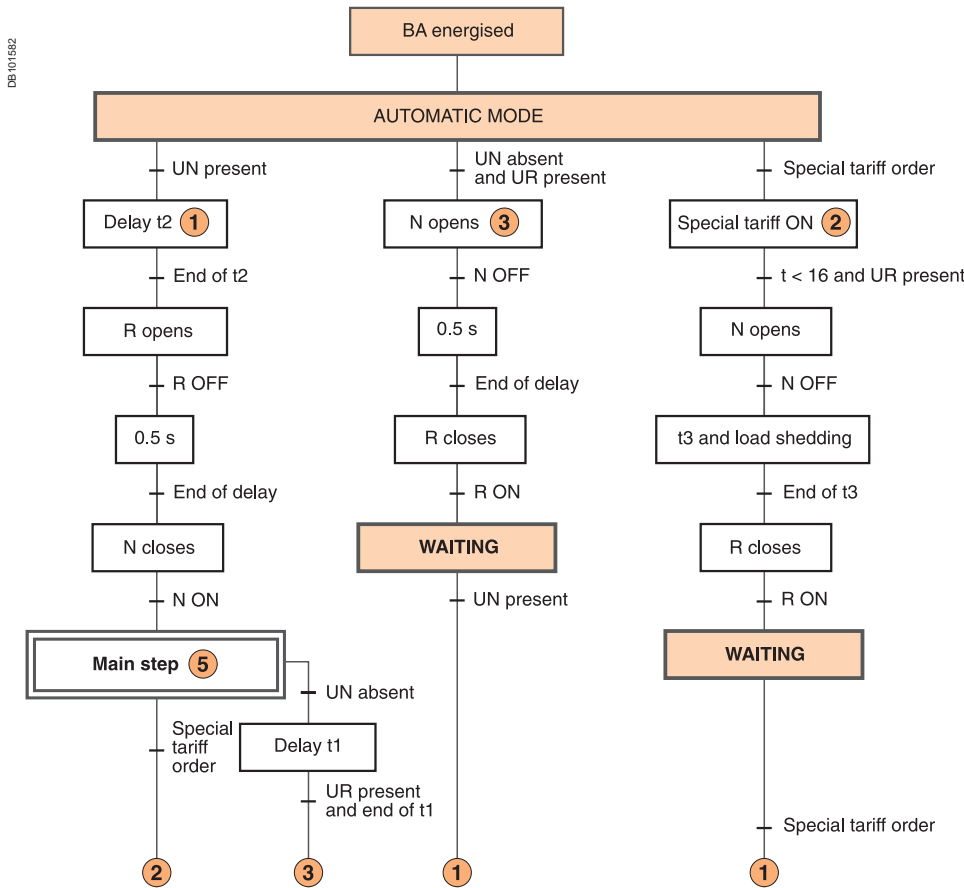 DB101582
BA energised
AUTOMATIC MODE
UN present
Delay t2 1
End of t2
R opens
R OFF
0.5 s
End of delay
N closes
N ON
Main step 5
Special
tariff
order
2
UN absent
Delay t1
UR present
and end of t1
3
UN absent
and UR present
N opens 3
N OFF
0.5 s
End of delay
R closes
R ON
WAITING
UN present
1
Special tariff order
Special tariff ON 2
t < 16 and UR present
N opens
N OFF
t3 and load shedding
End of t3
R closes
R ON
WAITING
Special tariff order
1